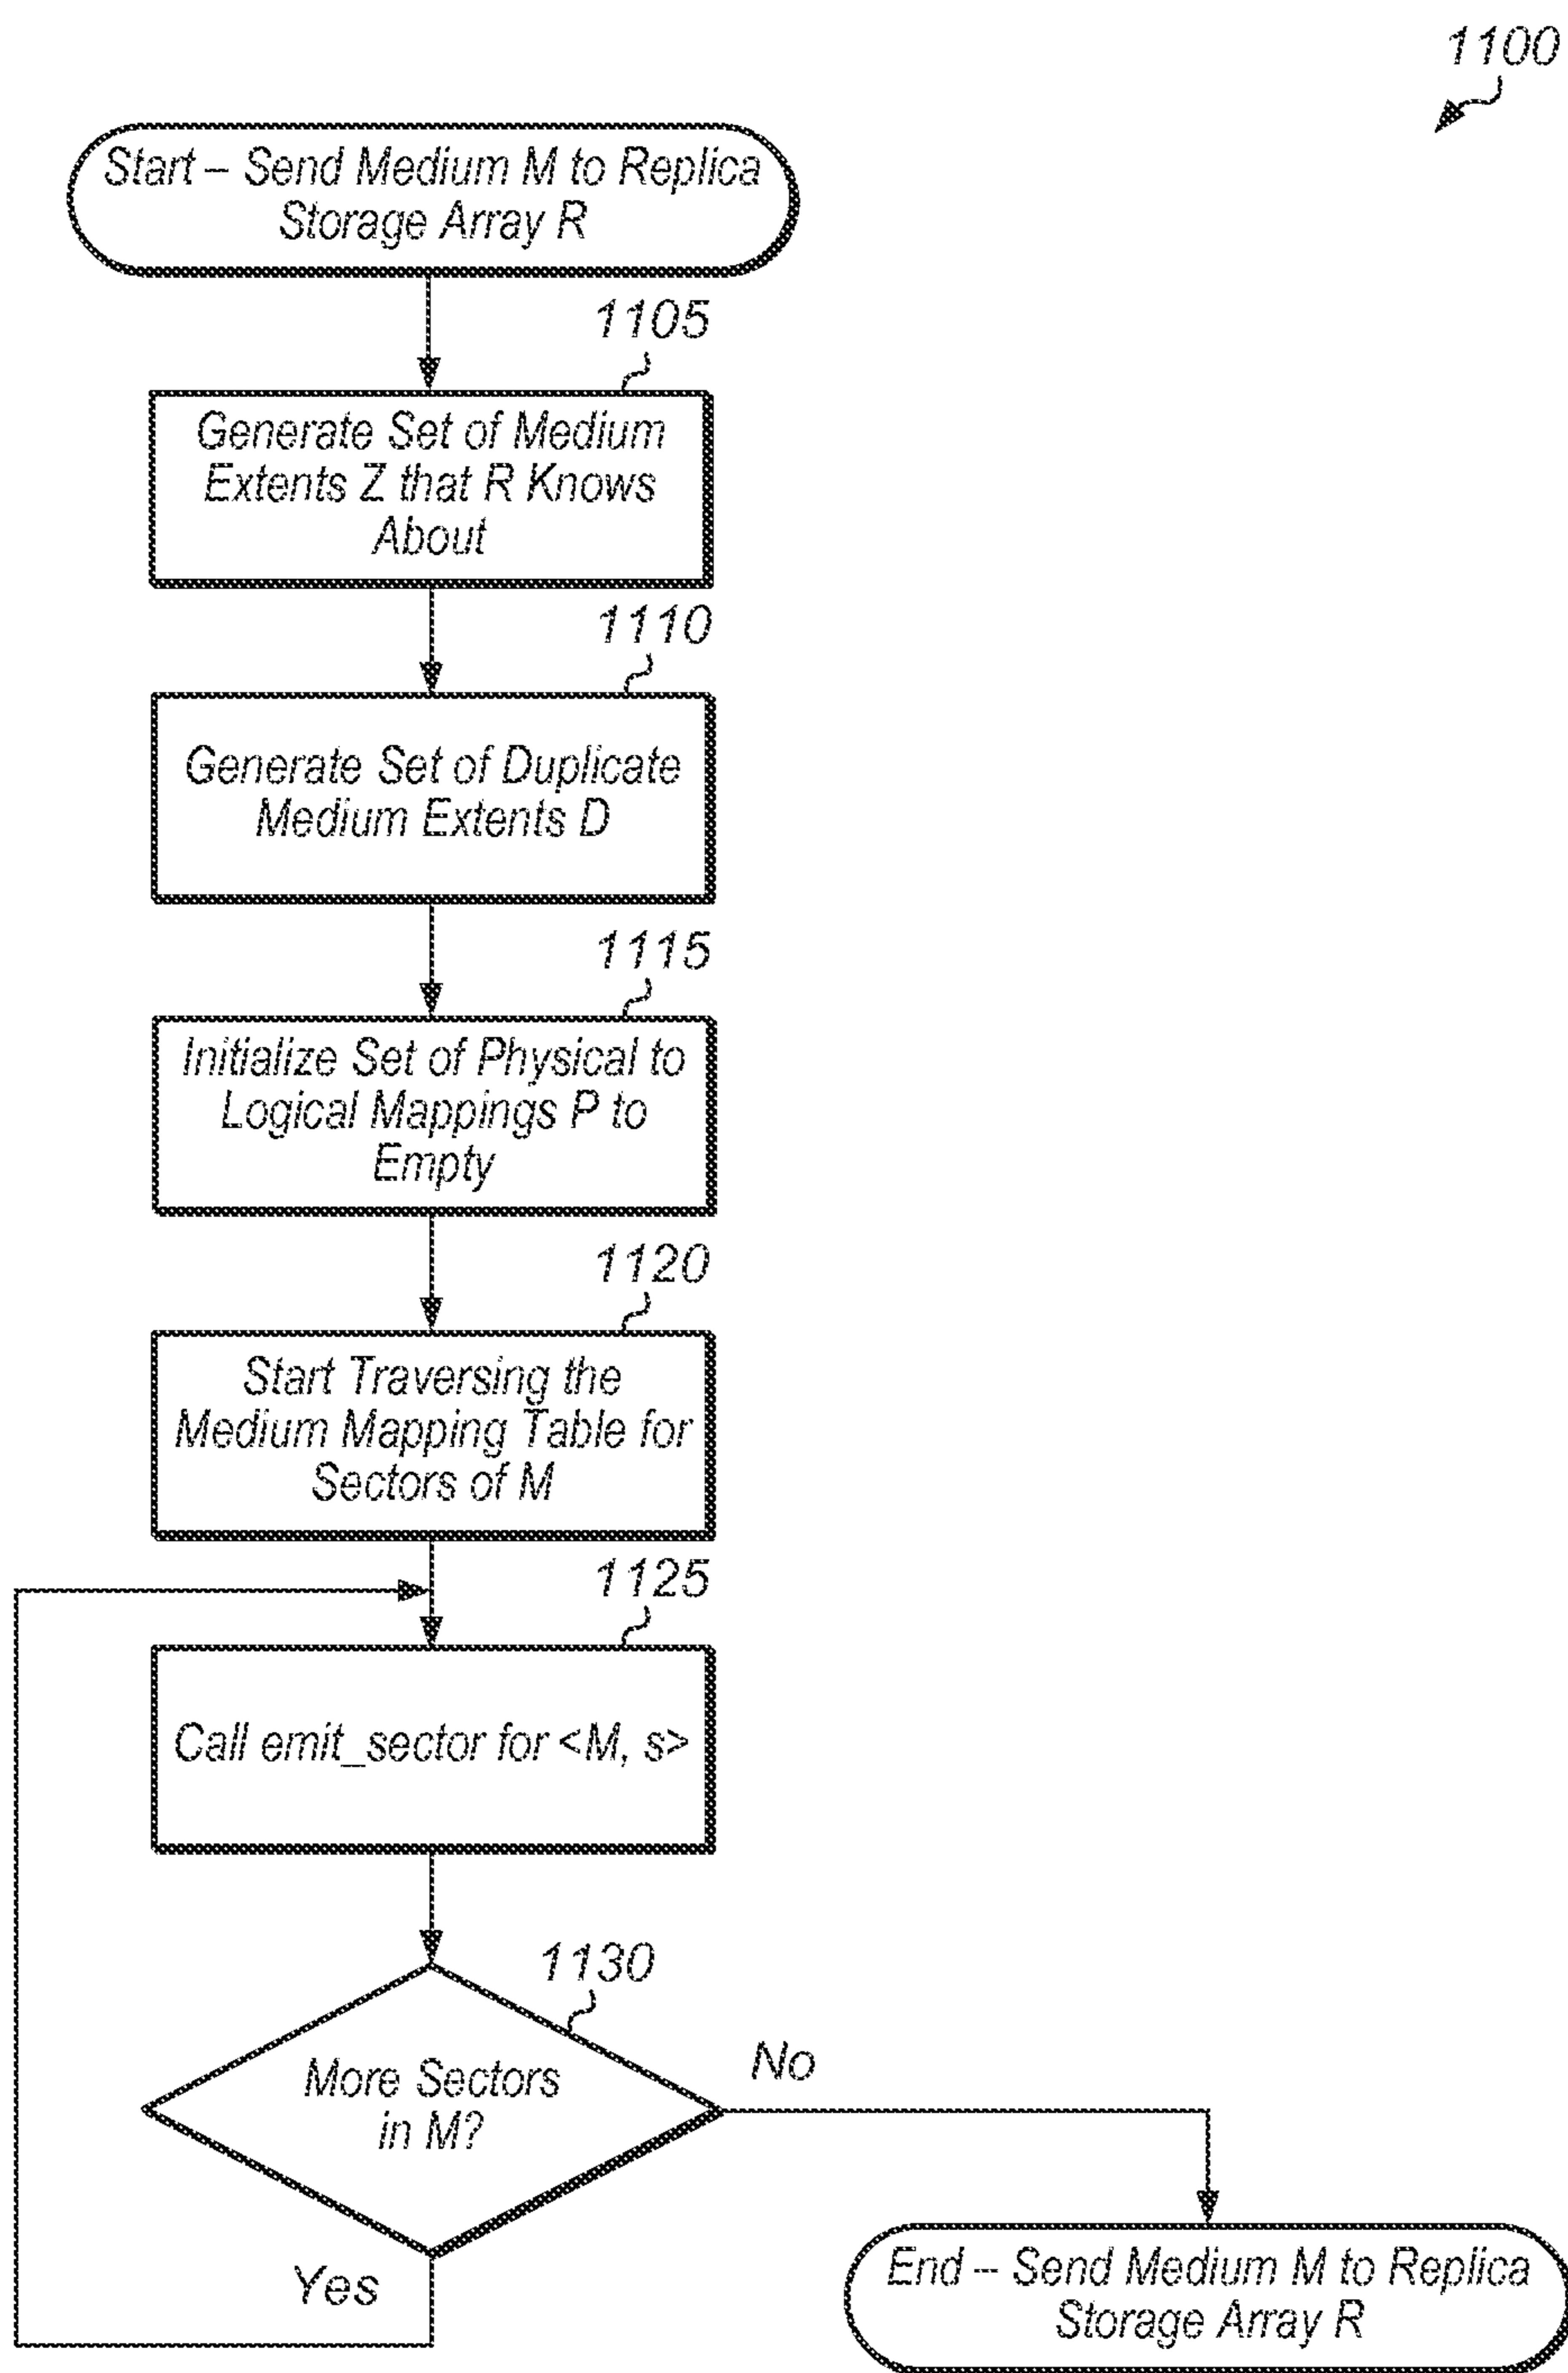 1100
Start – Send Medium M to Replica
Storage Array R
1105
Generate Set of Medium
Extents Z that R Knows
About
1110
Generate Set of Duplicate
Medium Extents D
1115
Initialize Set of Physical to
Logical Mappings P to
Empty
1120
Start Traversing the
Medium Mapping Table for
Sectors of M
1125
Call emit_sector for <M, s>
1130
More Sectors
in M?
No
Yes
End – Send Medium M to Replica
Storage Array R